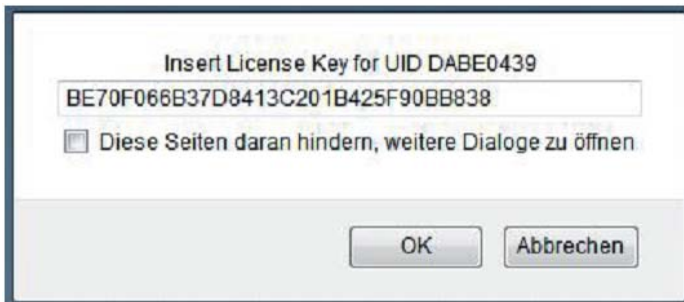 Insert License Key for UID DABE0439
BE70F066B37D8413C201B425F90BB838
Diese Seiten daran hindern, weitere Dialoge zu öffnen
OK Abbrechen